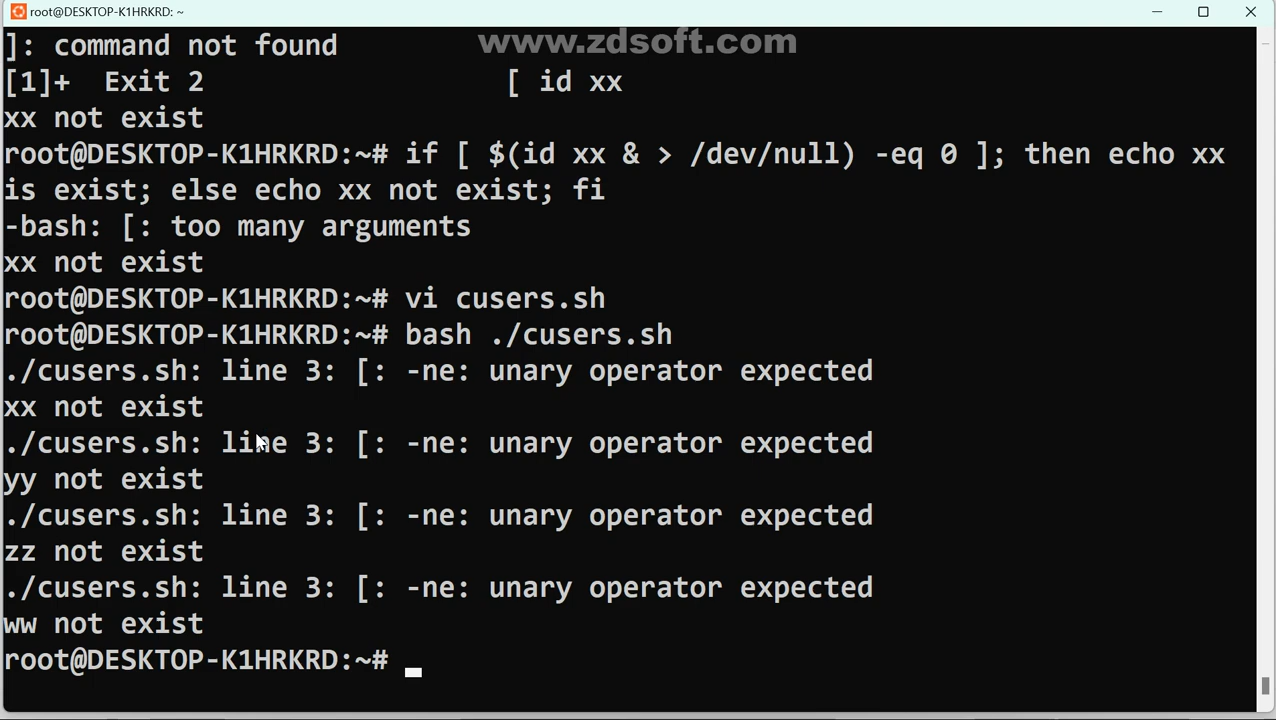 root@DESKTOP-K1HRKRD: ~
www.zdsoft.com
]: command not found
[1]+  Exit 2                  [ id xx
xx not exist
root@DESKTOP-K1HRKRD:~# if [ $(id xx & > /dev/null) -eq 0 ]; then echo xx
is exist; else echo xx not exist; fi
-bash: [: too many arguments
xx not exist
root@DESKTOP-K1HRKRD:~# vi cusers.sh
root@DESKTOP-K1HRKRD:~# bash ./cusers.sh
./cusers.sh: line 3: [: -ne: unary operator expected
xx not exist
./cusers.sh: line 3: [: -ne: unary operator expected
yy not exist
./cusers.sh: line 3: [: -ne: unary operator expected
zz not exist
./cusers.sh: line 3: [: -ne: unary operator expected
ww not exist
root@DESKTOP-K1HRKRD:~#